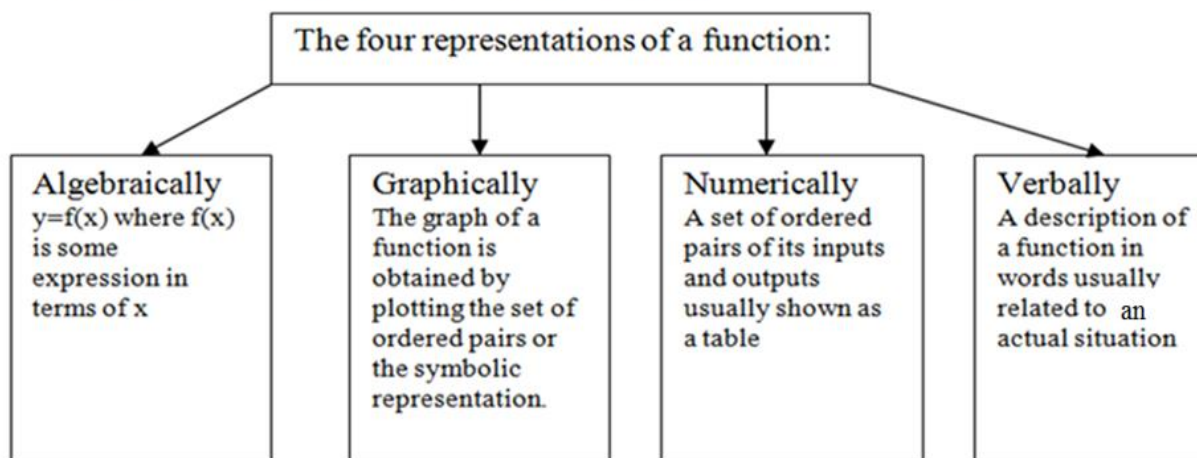 The four representations of a function:
Algebraically
y=f(x) where f(x)
is some
expression in
terms of x
Graphically
The graph of a
function is
obtained by
plotting the set of
ordered pairs or
the symbolic
representation.
Numerically
A set of ordered
pairs of its inputs
and outputs
usually shown as
a table
Verbally
A description of
a function in
words usually
related to an
actual situation